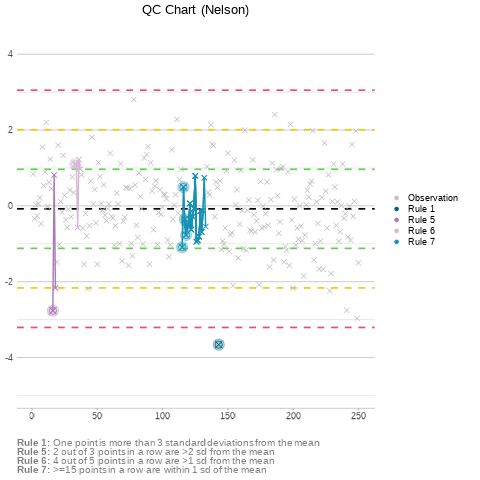 QC Chart (Nelson)
4
2
0
-2
-4
0 50 100 150 200 250
Observation
Rule 1
Rule 5
Rule 6
Rule 7
Rule 1: One point is more than 3 standard deviations from the mean
Rule 5: 2 out of 3 points in a row are >2 sd from the mean
Rule 6: 4 out of 5 points in a row are >1 sd from the mean
Rule 7: >=15 points in a row are within 1 sd of the mean